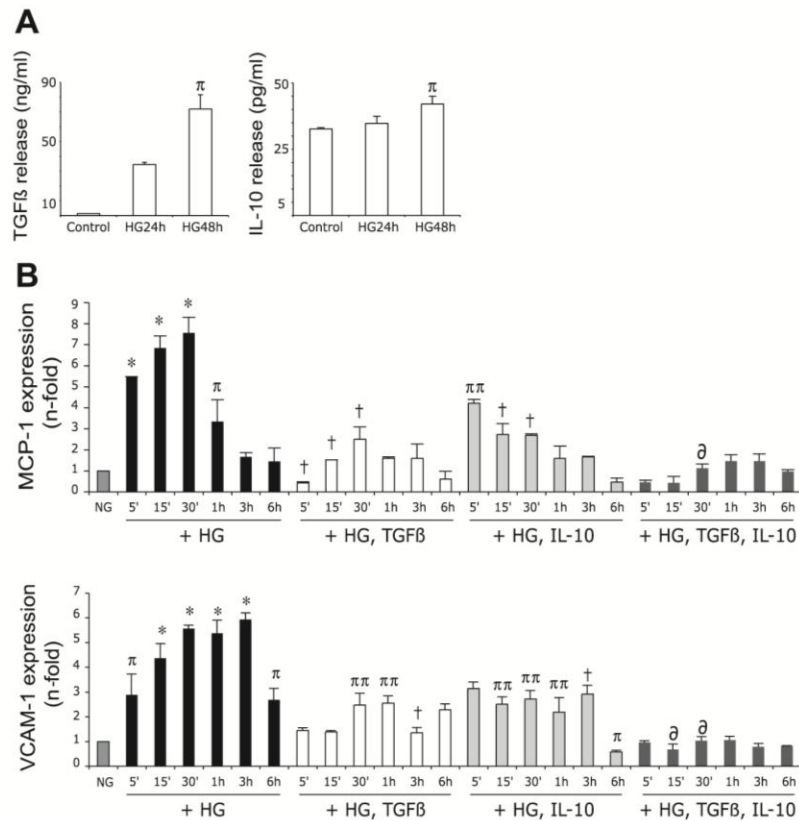 A
TGFß release (ng/ml)
90
50
10
π
Control HG24h HG48h
IL-10 release (pg/ml)
50
25
5
π
Control HG24h HG48h
B
MCP-1 expression
(n-fold)
9
8
7
6
5
4
3
2
1
0
* * * π † † † ππ † † ∂
NG 5' 15' 30' 1h 3h 6h 5' 15' 30' 1h 3h 6h 5' 15' 30' 1h 3h 6h 5' 15' 30' 1h 3h 6h
+ HG + HG, TGFß + HG, IL-10 + HG, TGFß, IL-10
VCAM-1 expression
(n-fold)
7
6
5
4
3
2
1
0
π * * * * π ππ ππ † ππ ππ ππ † π ∂ ∂
NG 5' 15' 30' 1h 3h 6h 5' 15' 30' 1h 3h 6h 5' 15' 30' 1h 3h 6h 5' 15' 30' 1h 3h 6h
+ HG + HG, TGFß + HG, IL-10 + HG, TGFß, IL-10